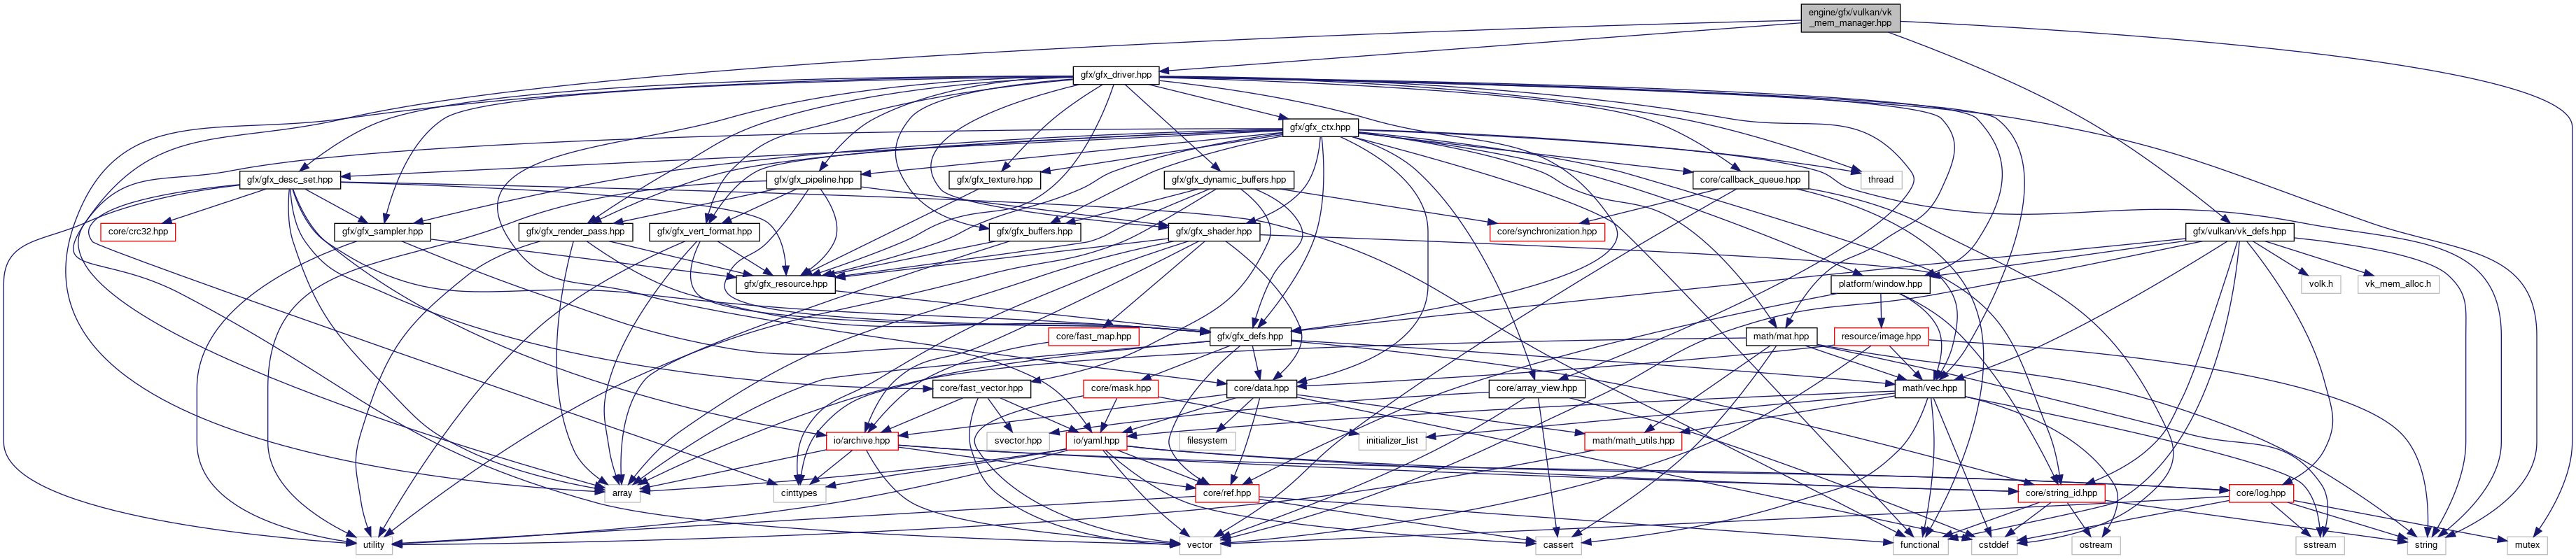 engine/gfx/vulkan/vk
_mem_manager.hpp
gfx/gfx_driver.hpp
gfx/gfx_ctx.hpp
gfx/gfx_desc_set.hpp
gfx/gfx_pipeline.hpp
gfx/gfx_texture.hpp
gfx/gfx_dynamic_buffers.hpp
core/callback_queue.hpp
thread
core/crc32.hpp
gfx/gfx_sampler.hpp
gfx/gfx_render_pass.hpp
gfx/gfx_vert_format.hpp
gfx/gfx_buffers.hpp
gfx/gfx_shader.hpp
core/synchronization.hpp
gfx/vulkan/vk_defs.hpp
gfx/gfx_resource.hpp
platform/window.hpp
volk.h
vk_mem_alloc.h
core/fast_map.hpp
gfx/gfx_defs.hpp
math/mat.hpp
resource/image.hpp
core/fast_vector.hpp
core/mask.hpp
core/data.hpp
core/array_view.hpp
math/vec.hpp
io/archive.hpp
svector.hpp
io/yaml.hpp
filesystem
initializer_list
math/math_utils.hpp
array
cinttypes
core/ref.hpp
core/string_id.hpp
core/log.hpp
utility
vector
cassert
functional
cstddef
ostream
sstream
string
mutex